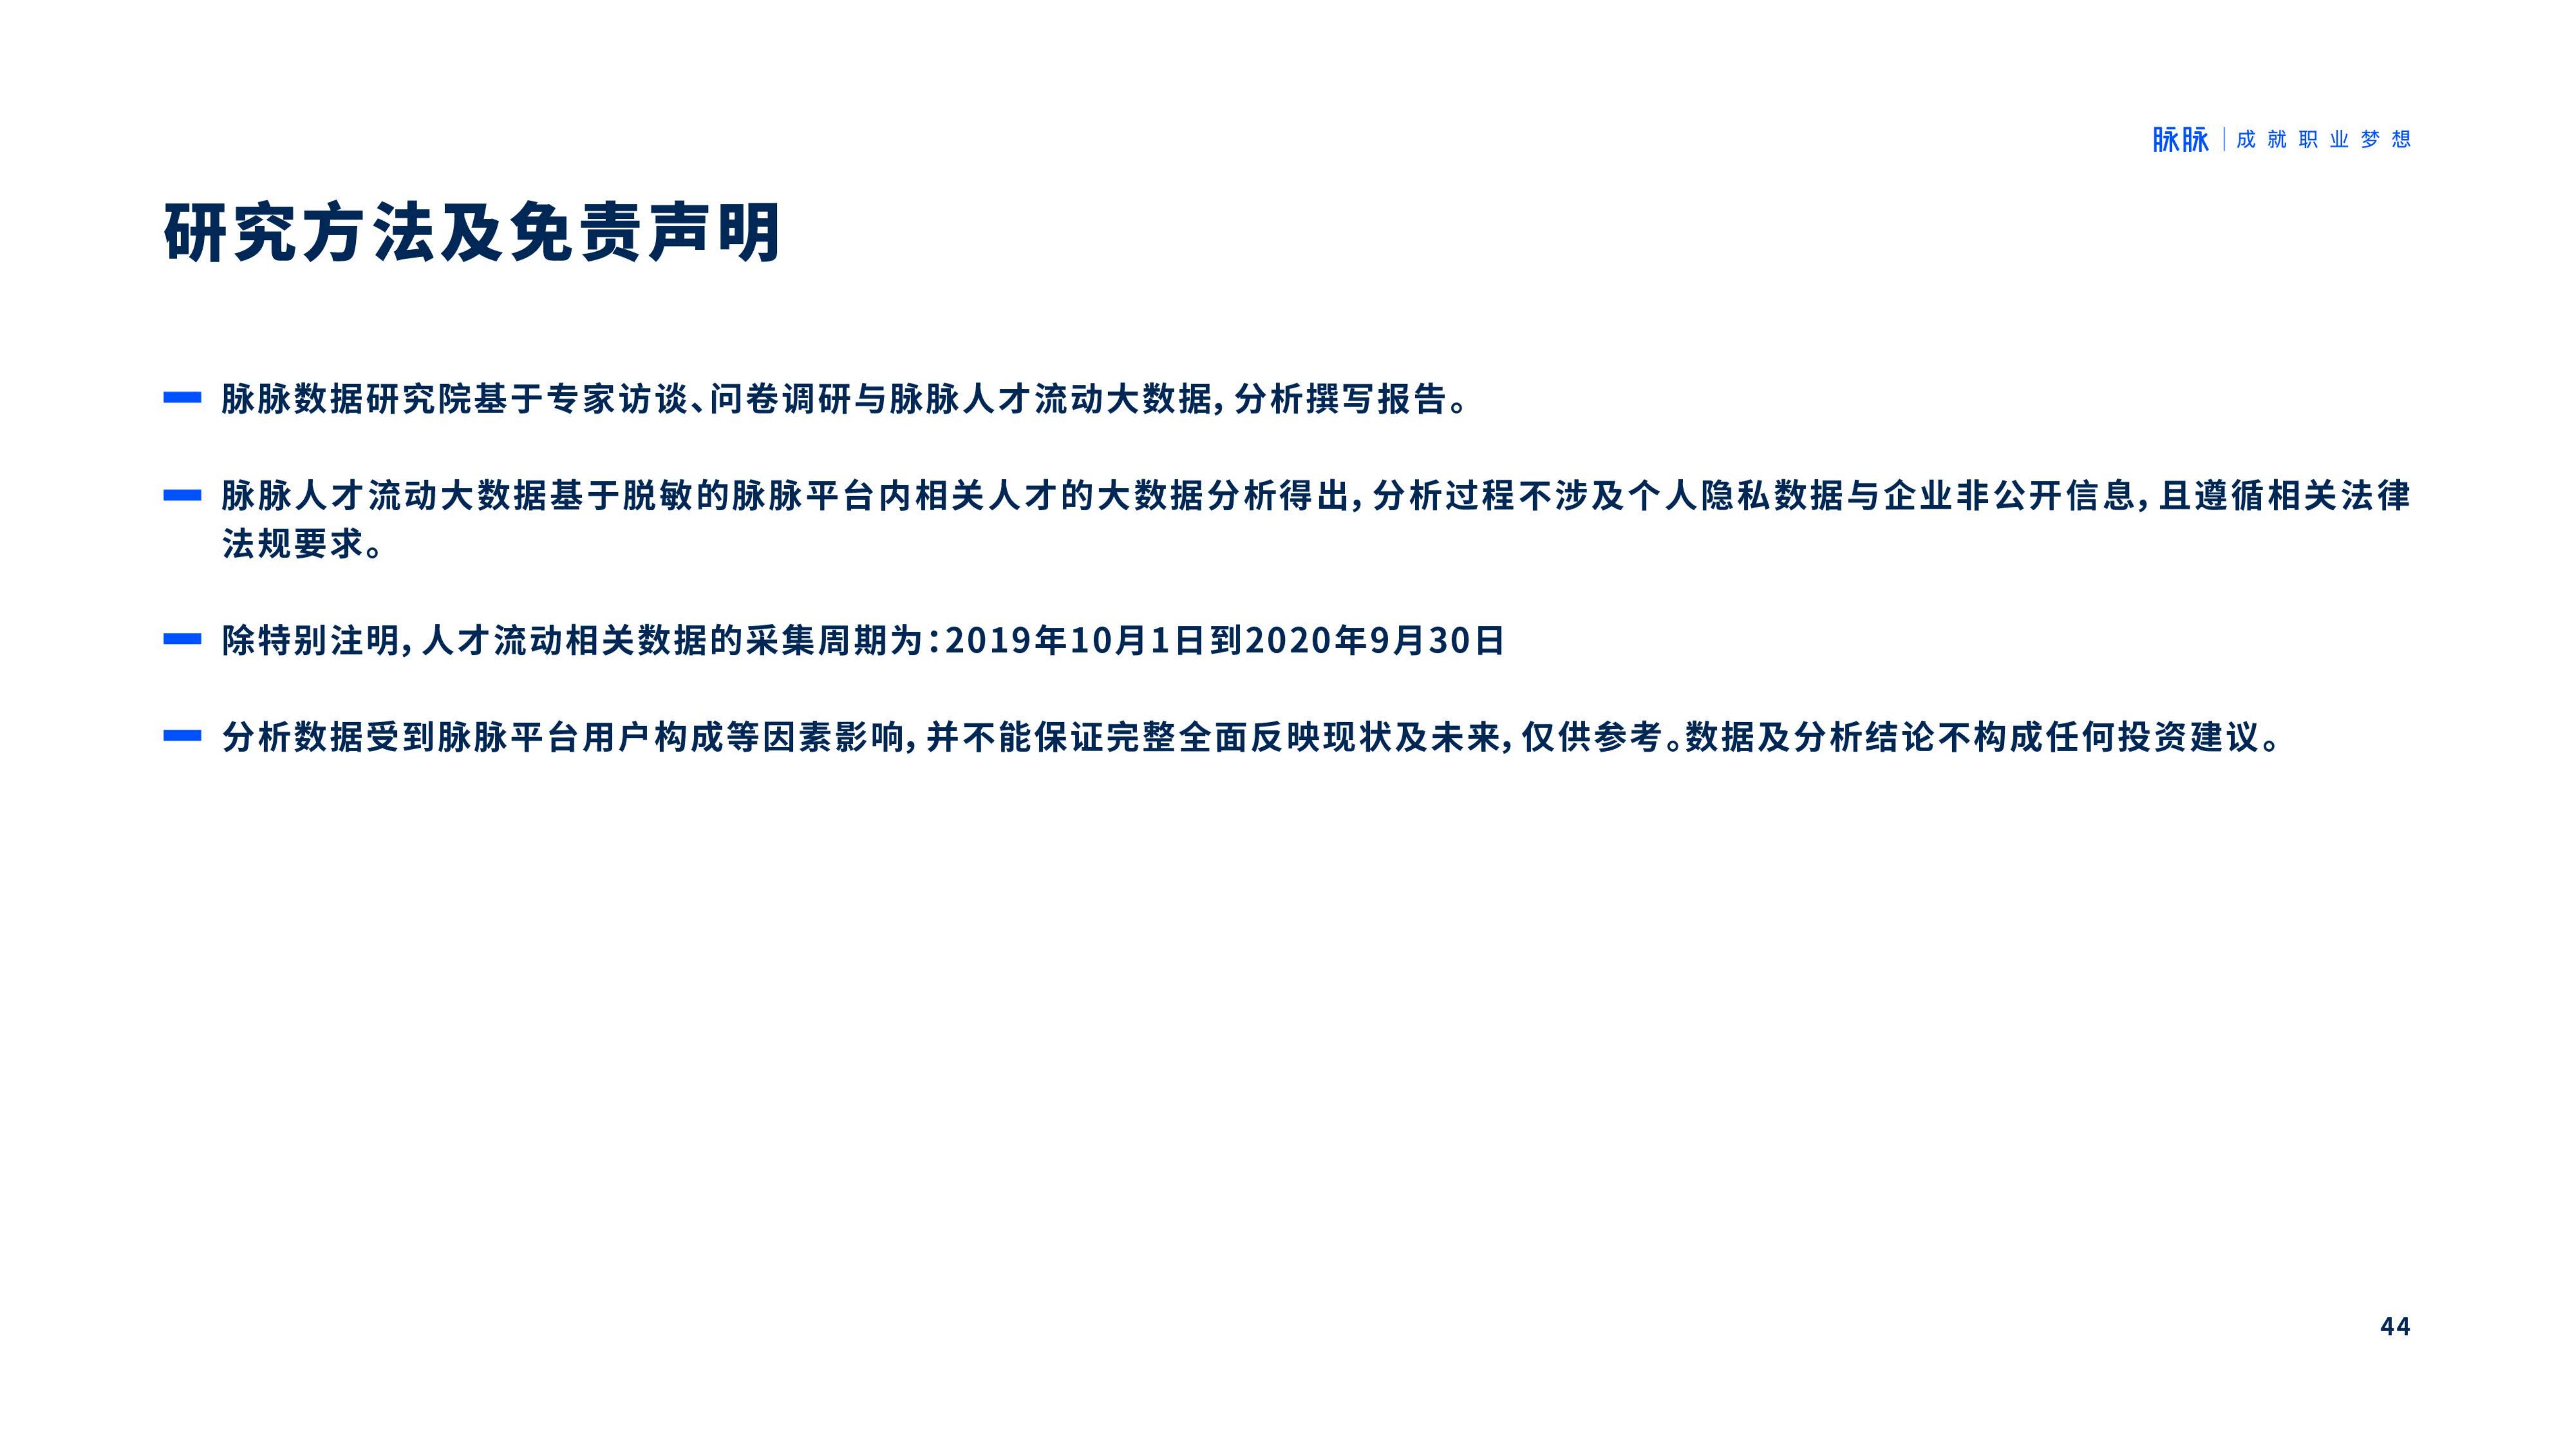 脉脉 | 成就职业梦想
研究方法及免责声明
脉脉数据研究院基于专家访谈、问卷调研与脉脉人才流动大数据，分析撰写报告。
脉脉人才流动大数据基于脱敏的脉脉平台内相关人才的大数据分析得出，分析过程不涉及个人隐私数据与企业非公开信息，且遵循相关法律
法规要求。
除特别注明，人才流动相关数据的采集周期为：2019年10月1日到2020年9月30日
分析数据受到脉脉平台用户构成等因素影响，并不能保证完整全面反映现状及未来，仅供参考。数据及分析结论不构成任何投资建议。
44